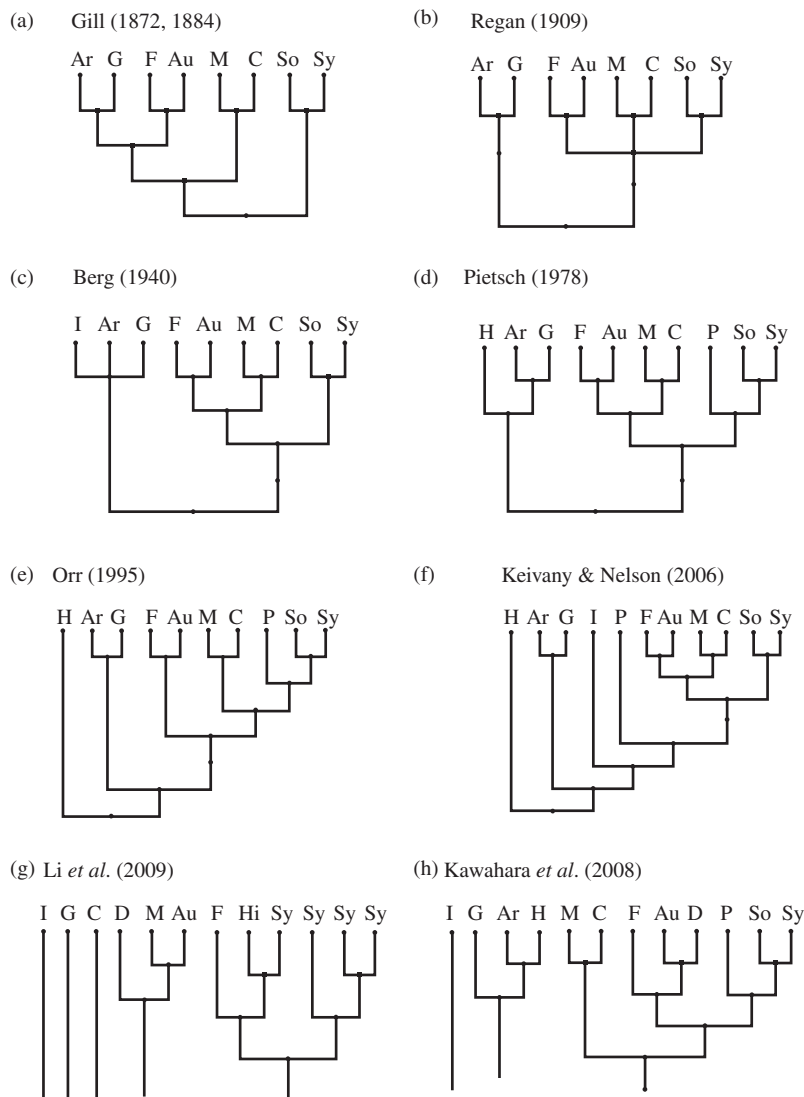 (a) Gill (1872, 1884)
Ar G F Au M C So Sy
(b) Regan (1909)
Ar G F Au M C So Sy
(c) Berg (1940)
I Ar G F Au M C So Sy
(d) Pietsch (1978)
H Ar G F Au M C P So Sy
(e) Orr (1995)
H Ar G F Au M C P So Sy
(f) Keivany & Nelson (2006)
H Ar G I P F Au M C So Sy
(g) Li et al. (2009)
I G C D M Au F Hi Sy Sy Sy Sy
(h) Kawahara et al. (2008)
I G Ar H M C F Au D P So Sy